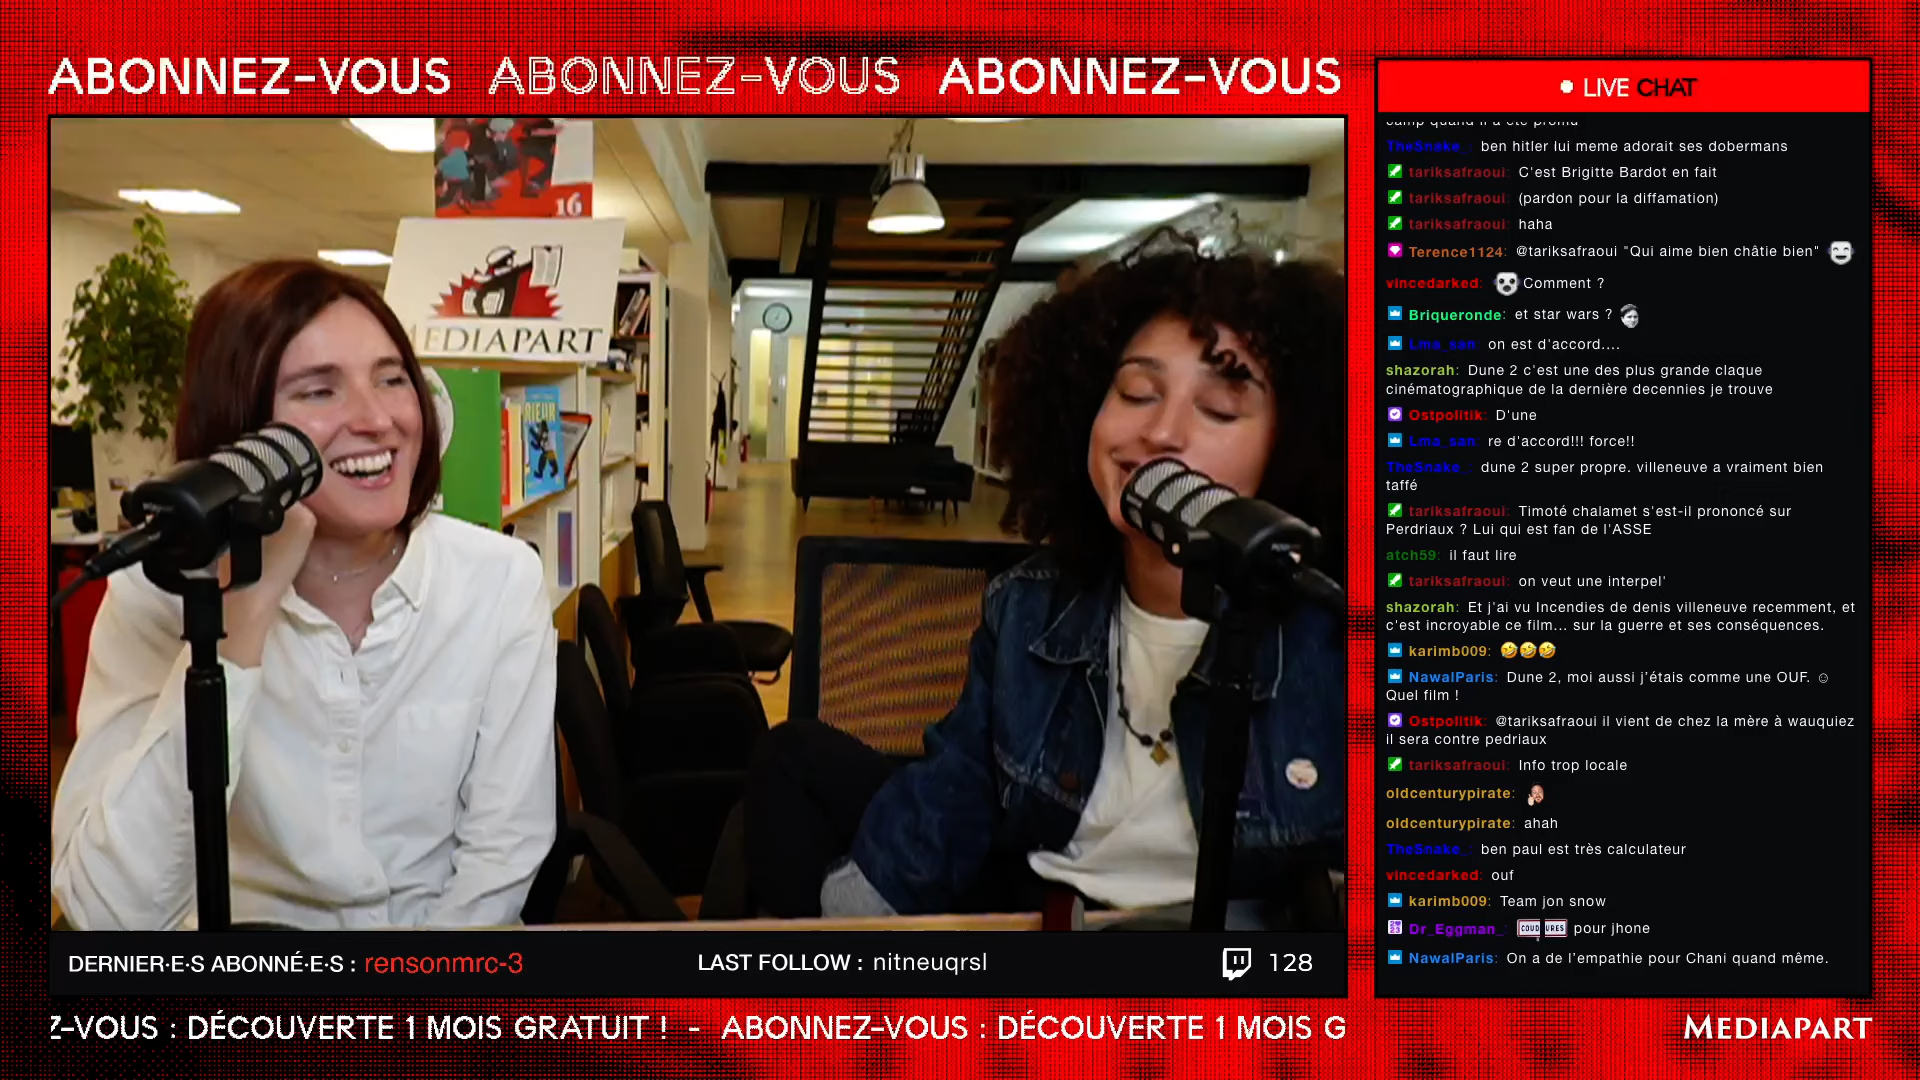 ABONNEZ-VOUS ABONNEZ-VOUS ABONNEZ-VOUS
16
MEDIAPART
RIEUR
DERNIER·E·S ABONNÉ·E·S : rensonmrc-3
LAST FOLLOW : nitneuqrsl
128
Z-VOUS : DÉCOUVERTE 1 MOIS GRATUIT ! - ABONNEZ-VOUS : DÉCOUVERTE 1 MOIS G
LIVE CHAT
camp quand il a été promu
TheSnake_: ben hitler lui meme adorait ses dobermans
tariksafraoui: C'est Brigitte Bardot en fait
tariksafraoui: (pardon pour la diffamation)
tariksafraoui: haha
Terence1124: @tariksafraoui "Qui aime bien châtie bien"
vincedarked: Comment ?
Briqueronde: et star wars ?
Lma_san: on est d'accord....
shazorah: Dune 2 c'est une des plus grande claque
cinématographique de la dernière decennies je trouve
Ostpolitik: D'une
Lma_san: re d'accord!!! force!!
TheSnake_: dune 2 super propre. villeneuve a vraiment bien
taffé
tariksafraoui: Timoté chalamet s'est-il prononcé sur
Perdriaux ? Lui qui est fan de l'ASSE
atch59: il faut lire
tariksafraoui: on veut une interpel'
shazorah: Et j'ai vu Incendies de denis villeneuve recemment, et
c'est incroyable ce film... sur la guerre et ses conséquences.
karimb009: 🤣🤣🤣
NawalParis: Dune 2, moi aussi j'étais comme une OUF. ☺
Quel film !
Ostpolitik: @tariksafraoui il vient de chez la mère à wauquiez
il sera contre pedriaux
tariksafraoui: Info trop locale
oldcenturypirate:
oldcenturypirate: ahah
TheSnake_: ben paul est très calculateur
vincedarked: ouf
karimb009: Team jon snow
Dr_Eggman_: COUD URES pour jhone
NawalParis: On a de l'empathie pour Chani quand même.
MEDIAPART